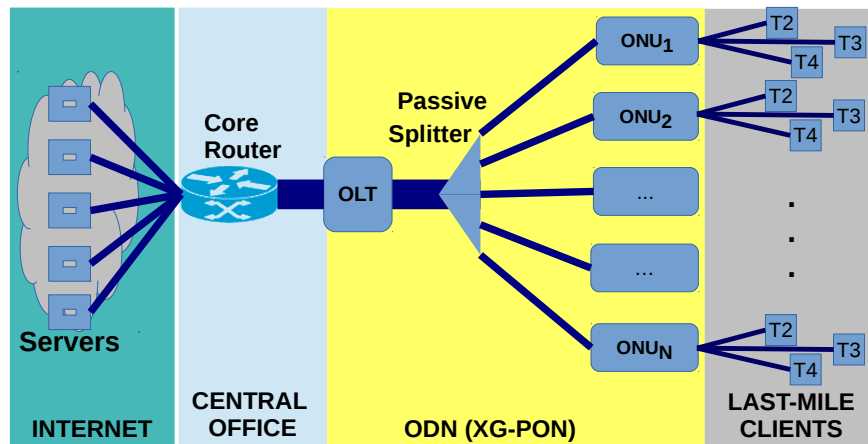 Servers
INTERNET
Core
Router
CENTRAL
OFFICE
OLT
Passive
Splitter
ONU1
ONU2
...
...
ONUN
ODN (XG-PON)
T2
T3
T4
T2
T3
T4
.
.
.
T2
T3
T4
LAST-MILE
CLIENTS